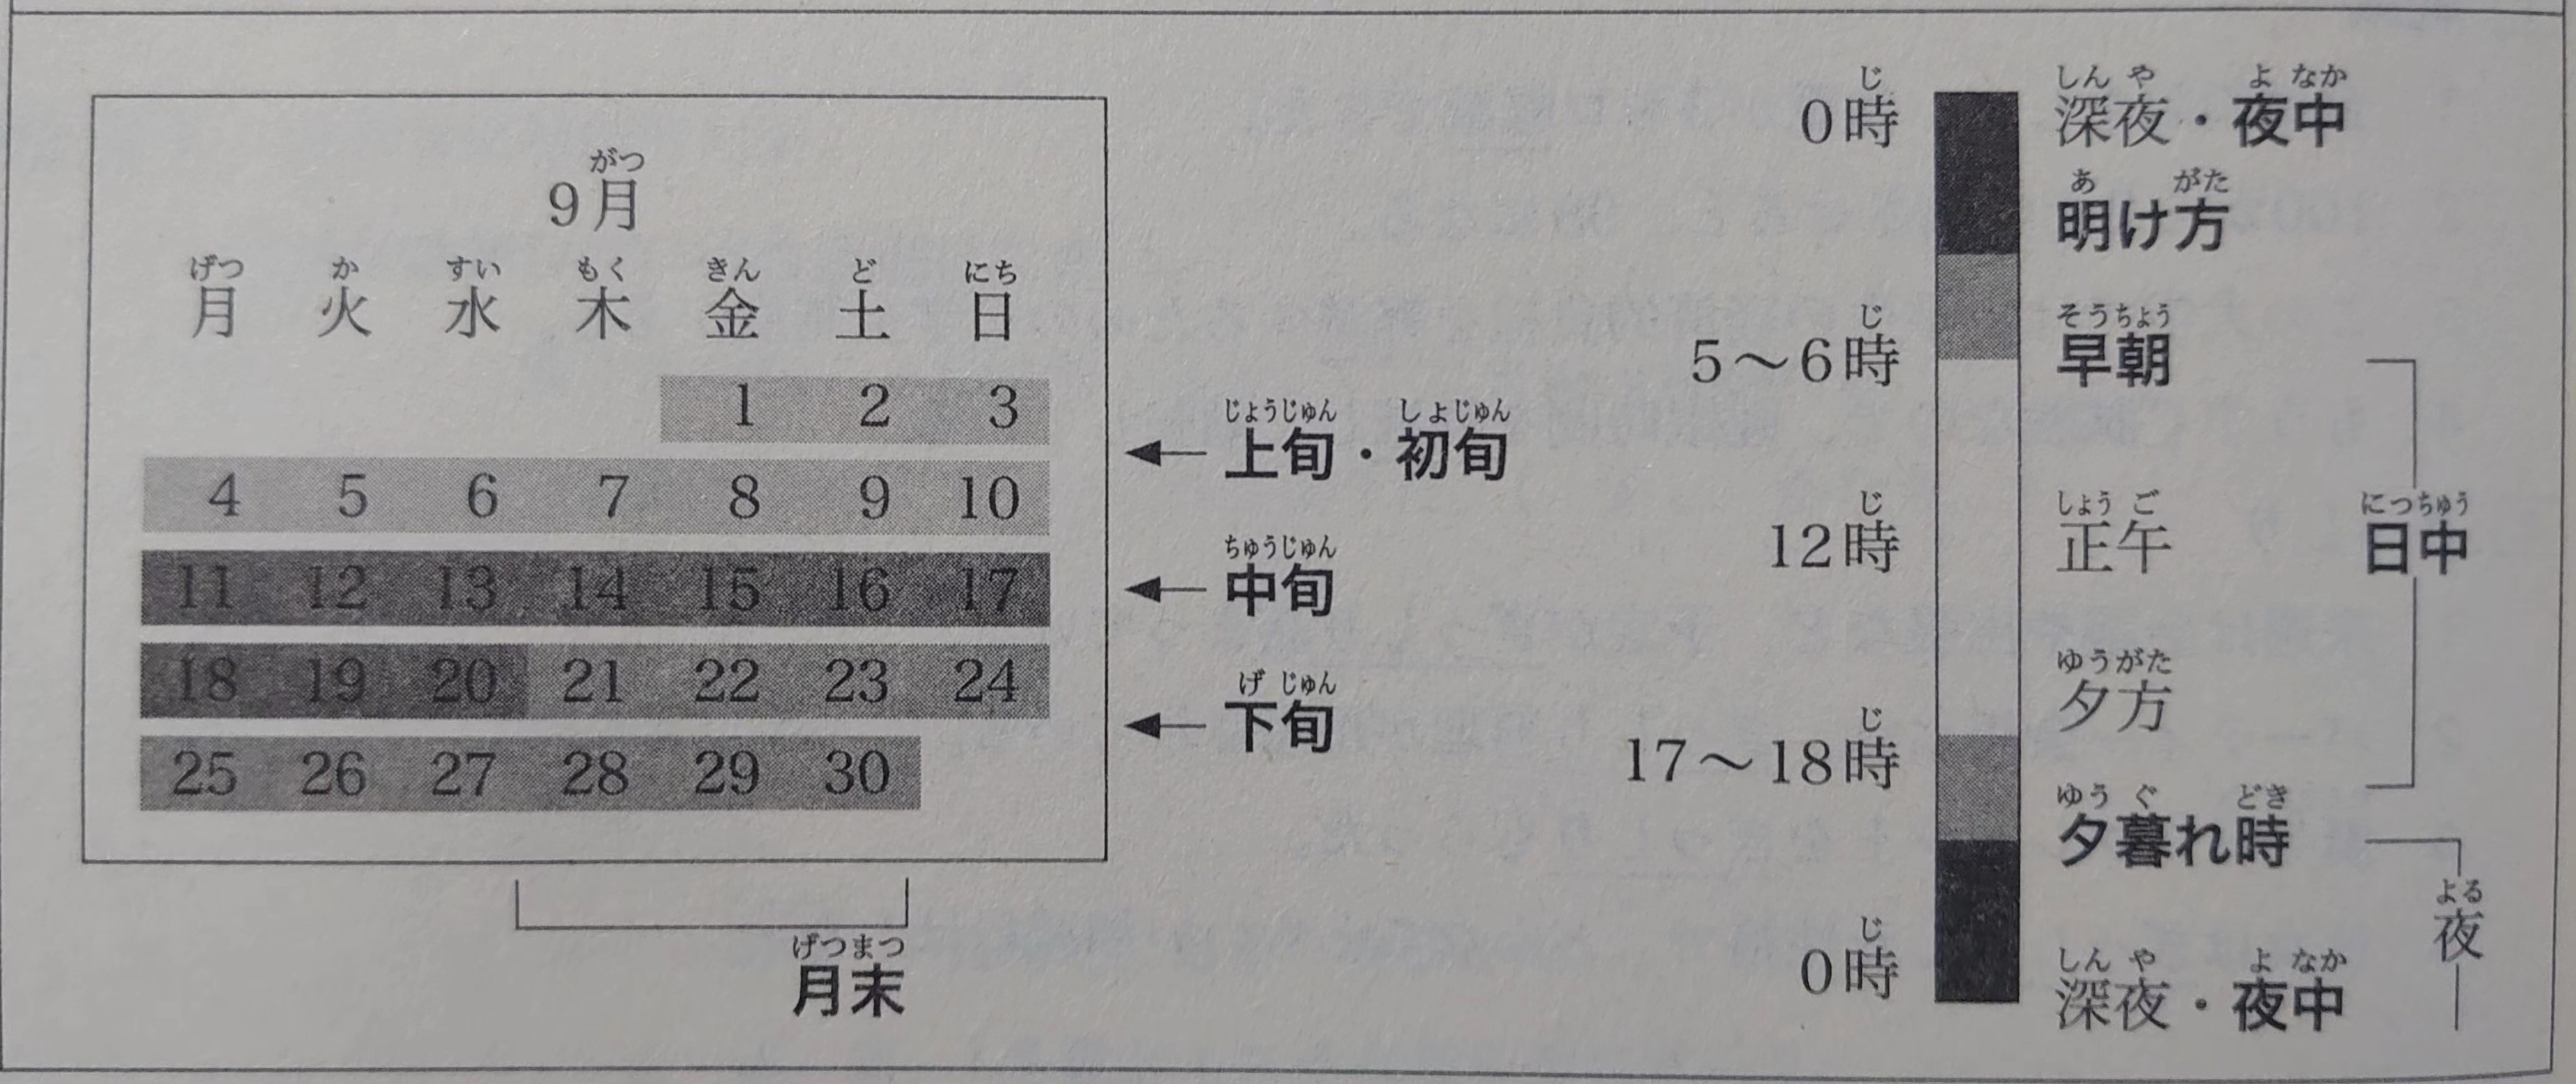 9月
がつ
月 火 水 木 金 土 日
げつ か すい もく きん ど にち
1 2 3
4 5 6 7 8 9 10
11 12 13 14 15 16 17
18 19 20 21 22 23 24
25 26 27 28 29 30
じょうじゅん しょじゅん
上旬・初旬
ちゅうじゅん
中旬
げじゅん
下旬
げつまつ
月末
じ
0時
しんや よなか
深夜・夜中
あ がた
明け方
じ
5～6時
そうちょう
早朝
じ
12時
しょうご
正午
にっちゅう
日中
ゆうがた
夕方
じ
17～18時
ゆうぐ どき
夕暮れ時
よる
夜
じ
0時
しんや よなか
深夜・夜中